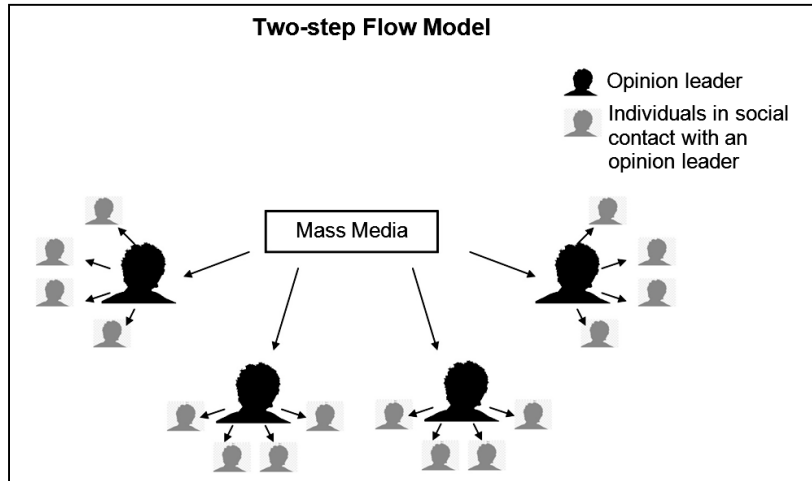 Two-step Flow Model
Opinion leader
Individuals in social
contact with an
opinion leader
Mass Media